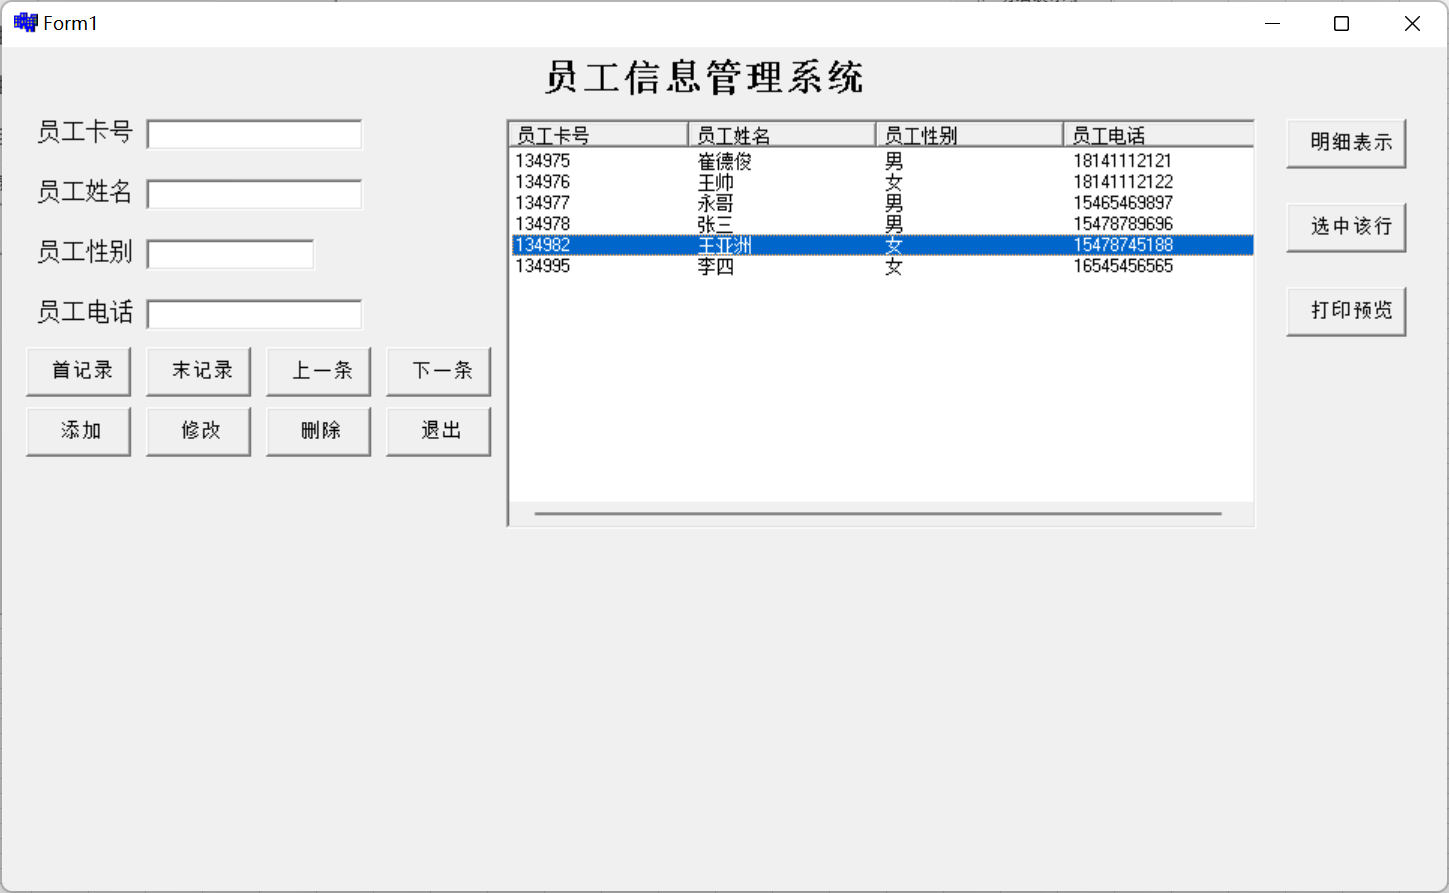 Form1
员工信息管理系统
员工卡号
员工姓名
员工性别
员工电话
首记录 末记录 上一条 下一条
添加 修改 删除 退出
员工卡号 员工姓名 员工性别 员工电话
134975 崔德俊 男 18141112121
134976 王帅 女 18141112122
134977 永哥 男 15465469897
134978 张三 男 15478789696
134982 王亚洲 女 15478745188
134995 李四 女 16545456565
明细表示
选中该行
打印预览